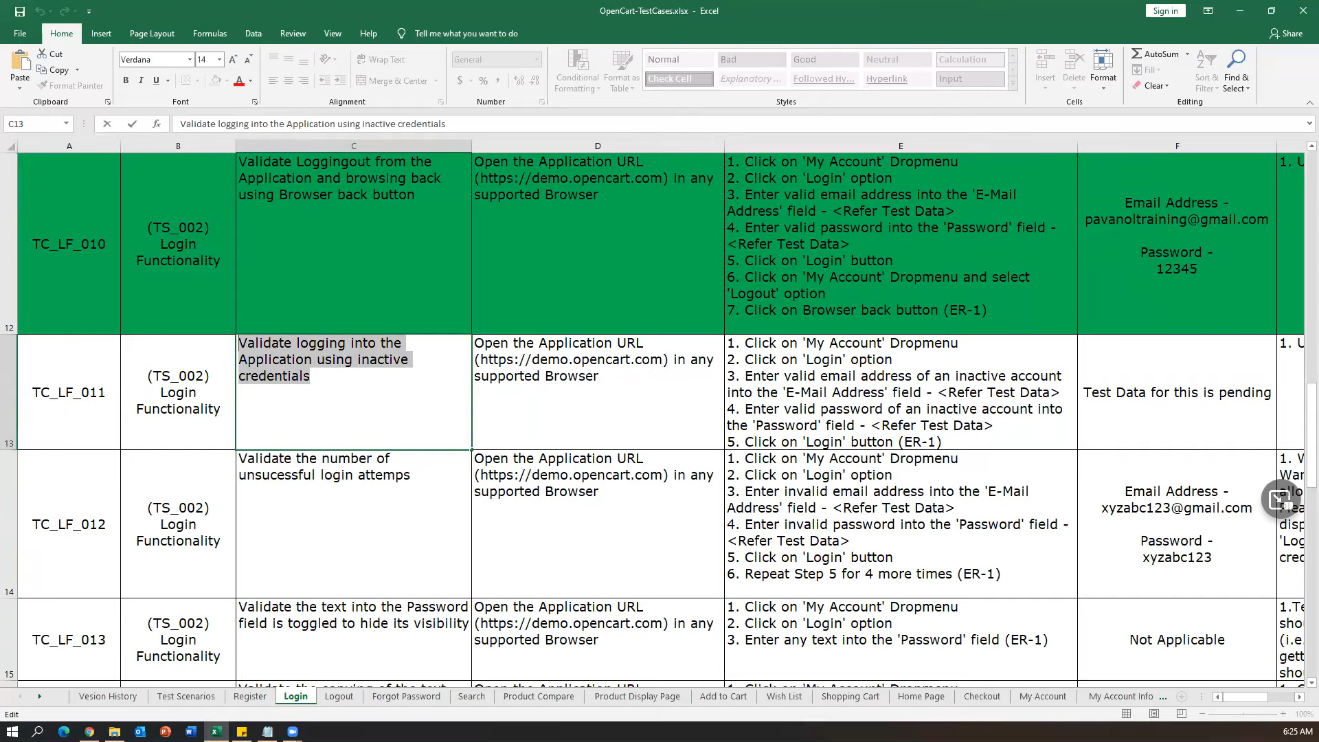 OpenCart-TestCases.xlsx - Excel
Sign in
File Home Insert Page Layout Formulas Data Review View Help Tell me what you want to do Share
Paste
Cut
Copy
Format Painter
Clipboard
Verdana 14
Font
Wrap Text
Merge & Center
Alignment
General
Number
Conditional Formatting
Format as Table
Normal Bad Good Neutral Calculation
Check Cell Explanatory ... Followed Hy... Hyperlink Input
Styles
Insert Delete Format
Cells
AutoSum
Fill
Clear
Sort & Filter
Find & Select
Editing
C13
Validate logging into the Application using inactive credentials
A B C D E F
12
TC_LF_010
(TS_002)
Login
Functionality
Validate Loggingout from the
Application and browsing back
using Browser back button
Open the Application URL
(https://demo.opencart.com) in any
supported Browser
1. Click on 'My Account' Dropmenu
2. Click on 'Login' option
3. Enter valid email address into the 'E-Mail
Address' field - <Refer Test Data>
4. Enter valid password into the 'Password' field -
<Refer Test Data>
5. Click on 'Login' button
6. Click on 'My Account' Dropmenu and select
'Logout' option
7. Click on Browser back button (ER-1)
Email Address -
pavanoltraining@gmail.com
Password -
12345
1. U
13
TC_LF_011
(TS_002)
Login
Functionality
Validate logging into the
Application using inactive
credentials
Open the Application URL
(https://demo.opencart.com) in any
supported Browser
1. Click on 'My Account' Dropmenu
2. Click on 'Login' option
3. Enter valid email address of an inactive account
into the 'E-Mail Address' field - <Refer Test Data>
4. Enter valid password of an inactive account into
the 'Password' field - <Refer Test Data>
5. Click on 'Login' button (ER-1)
Test Data for this is pending
1. U
14
TC_LF_012
(TS_002)
Login
Functionality
Validate the number of
unsucessful login attemps
Open the Application URL
(https://demo.opencart.com) in any
supported Browser
1. Click on 'My Account' Dropmenu
2. Click on 'Login' option
3. Enter invalid email address into the 'E-Mail
Address' field - <Refer Test Data>
4. Enter invalid password into the 'Password' field -
<Refer Test Data>
5. Click on 'Login' button
6. Repeat Step 5 for 4 more times (ER-1)
Email Address -
xyzabc123@gmail.com
Password -
xyzabc123
1. W
War
allo
disp
'Log
cred
15
TC_LF_013
(TS_002)
Login
Functionality
Validate the text into the Password
field is toggled to hide its visibility
Open the Application URL
(https://demo.opencart.com) in any
supported Browser
1. Click on 'My Account' Dropmenu
2. Click on 'Login' option
3. Enter any text into the 'Password' field (ER-1)
Not Applicable
1.Te
shou
(i.e.
gett
shou
Vesion History Test Scenarios Register Login Logout Forgot Password Search Product Compare Product Display Page Add to Cart Wish List Shopping Cart Home Page Checkout My Account My Account Info ...
Edit
100%
6:25 AM